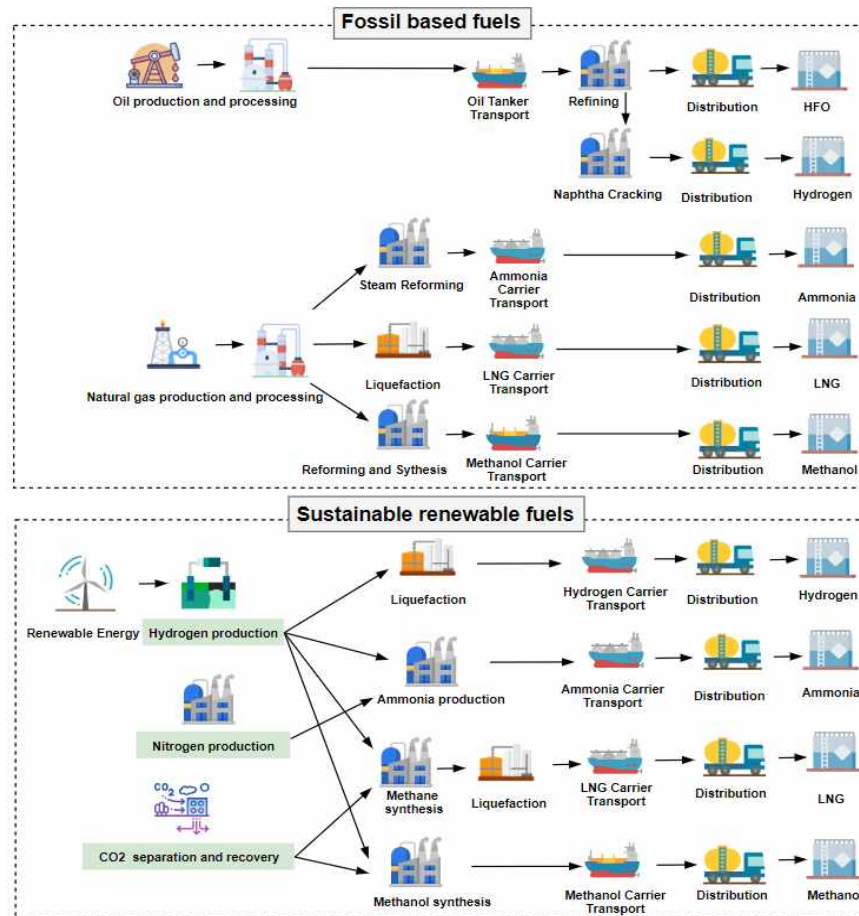 Fossil based fuels
Oil production and processing
Oil Tanker
Transport
Refining
Distribution
HFO
Naphtha Cracking
Distribution
Hydrogen
Steam Reforming
Ammonia
Carrier
Transport
Distribution
Ammonia
Natural gas production and processing
Liquefaction
LNG Carrier
Transport
Distribution
LNG
Reforming and Sythesis
Methanol Carrier
Transport
Distribution
Methanol
Sustainable renewable fuels
Renewable Energy
Hydrogen production
Liquefaction
Hydrogen Carrier
Transport
Distribution
Hydrogen
Nitrogen production
Ammonia production
Ammonia Carrier
Transport
Distribution
Ammonia
CO2
CO2 separation and recovery
Methane
synthesis
Liquefaction
LNG Carrier
Transport
Distribution
LNG
Methanol synthesis
Methanol Carrier
Transport
Distribution
Methano